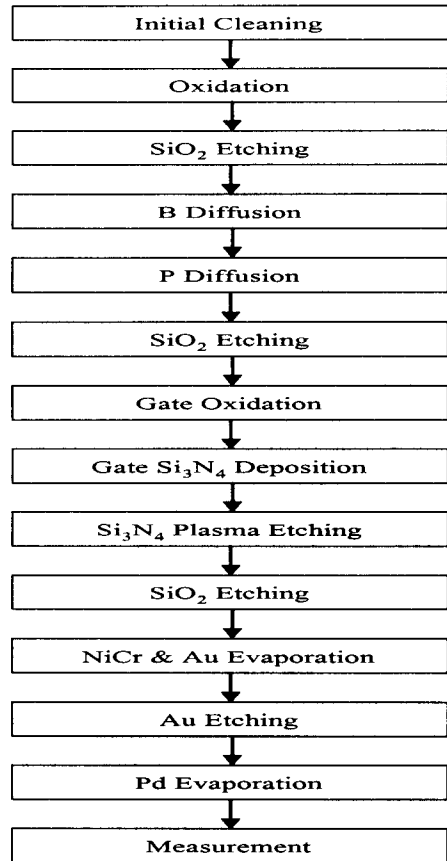 Initial Cleaning
Oxidation
SiO₂ Etching
B Diffusion
P Diffusion
SiO₂ Etching
Gate Oxidation
Gate Si₃N₄ Deposition
Si₃N₄ Plasma Etching
SiO₂ Etching
NiCr & Au Evaporation
Au Etching
Pd Evaporation
Measurement